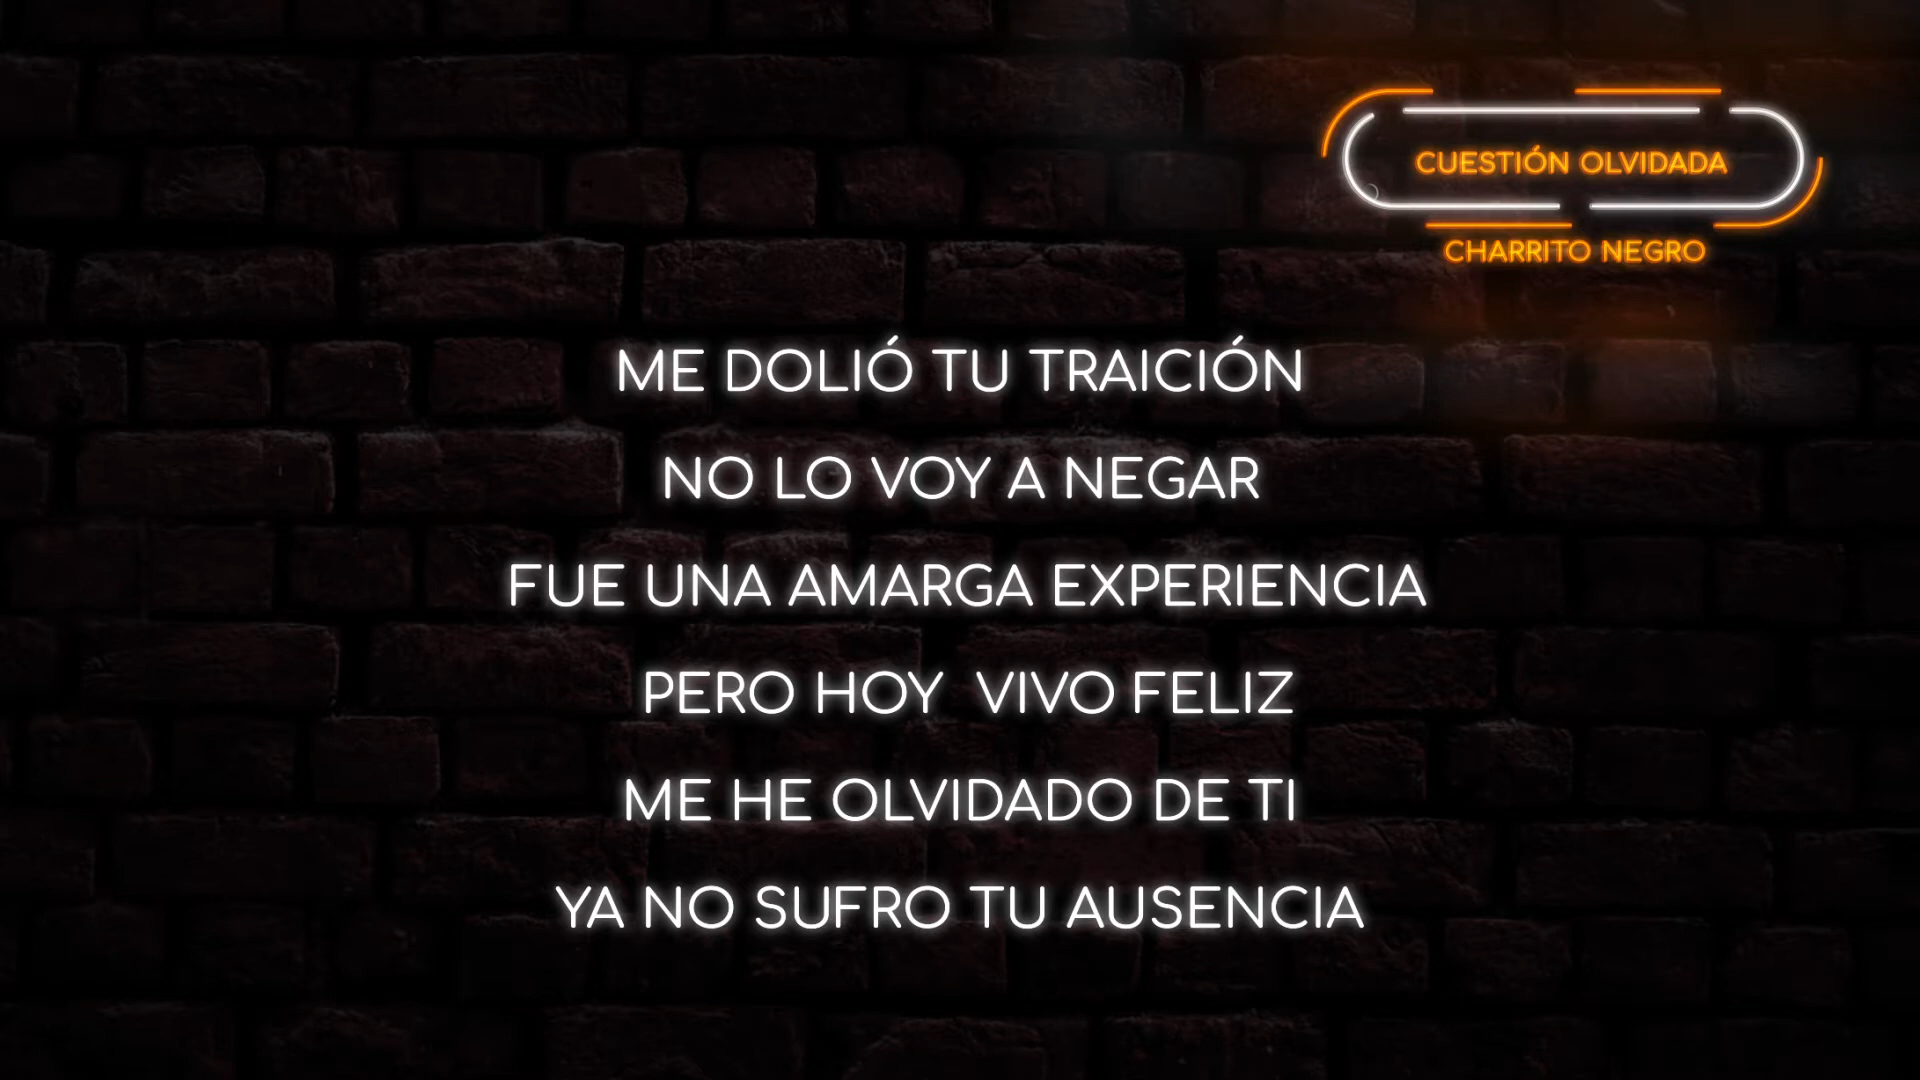 CUESTIÓN OLVIDADA
CHARRITO NEGRO
ME DOLIÓ TU TRAICIÓN
NO LO VOY A NEGAR
FUE UNA AMARGA EXPERIENCIA
PERO HOY  VIVO FELIZ
ME HE OLVIDADO DE TI
YA NO SUFRO TU AUSENCIA